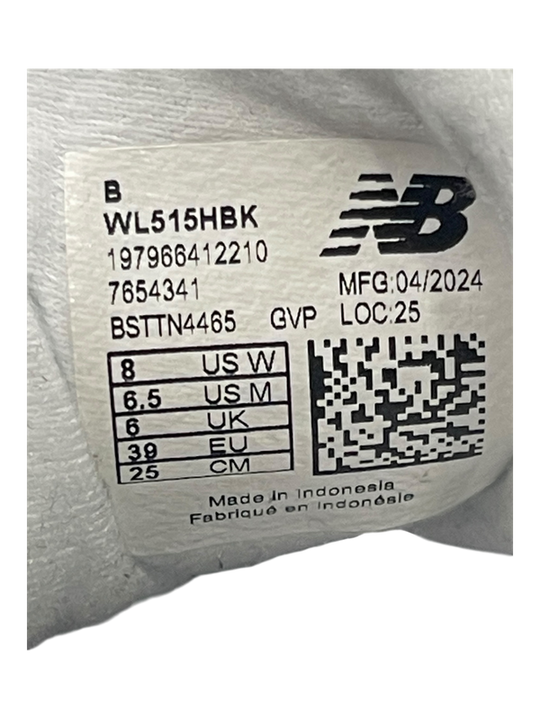 B
WL515HBK
197966412210
7654341
BSTTN4465 GVP
NB
MFG:04/2024
LOC:25
8 US W
6.5 US M
6 UK
39 EU
25 CM
Made in Indonesia
Fabriqué en Indonésie